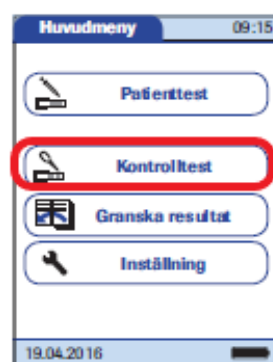 Huvudmeny 09:15
Patienttest
Kontrolltest
Granska resultat
Inställning
19.04.2016